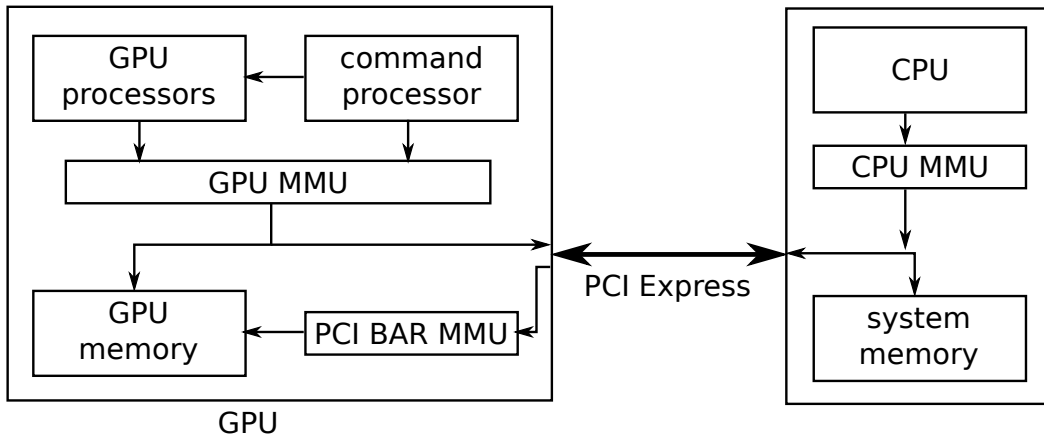 GPU
processors
command
processor
GPU MMU
GPU
memory
PCI BAR MMU
GPU
PCI Express
CPU
CPU MMU
system
memory